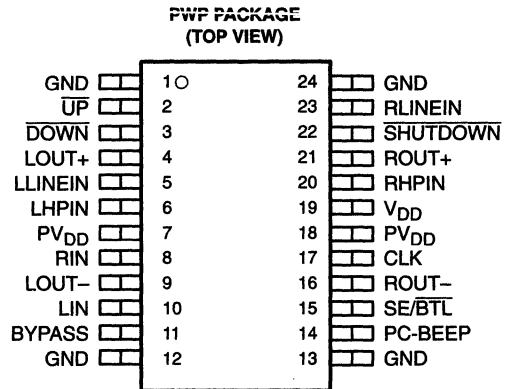 PWP PACKAGE
(TOP VIEW)
GND 1 24 GND
UP 2 23 RLINEIN
DOWN 3 22 SHUTDOWN
LOUT+ 4 21 ROUT+
LLINEIN 5 20 RHPIN
LHPIN 6 19 VDD
PVDD 7 18 PVDD
RIN 8 17 CLK
LOUT− 9 16 ROUT−
LIN 10 15 SE/BTL
BYPASS 11 14 PC-BEEP
GND 12 13 GND